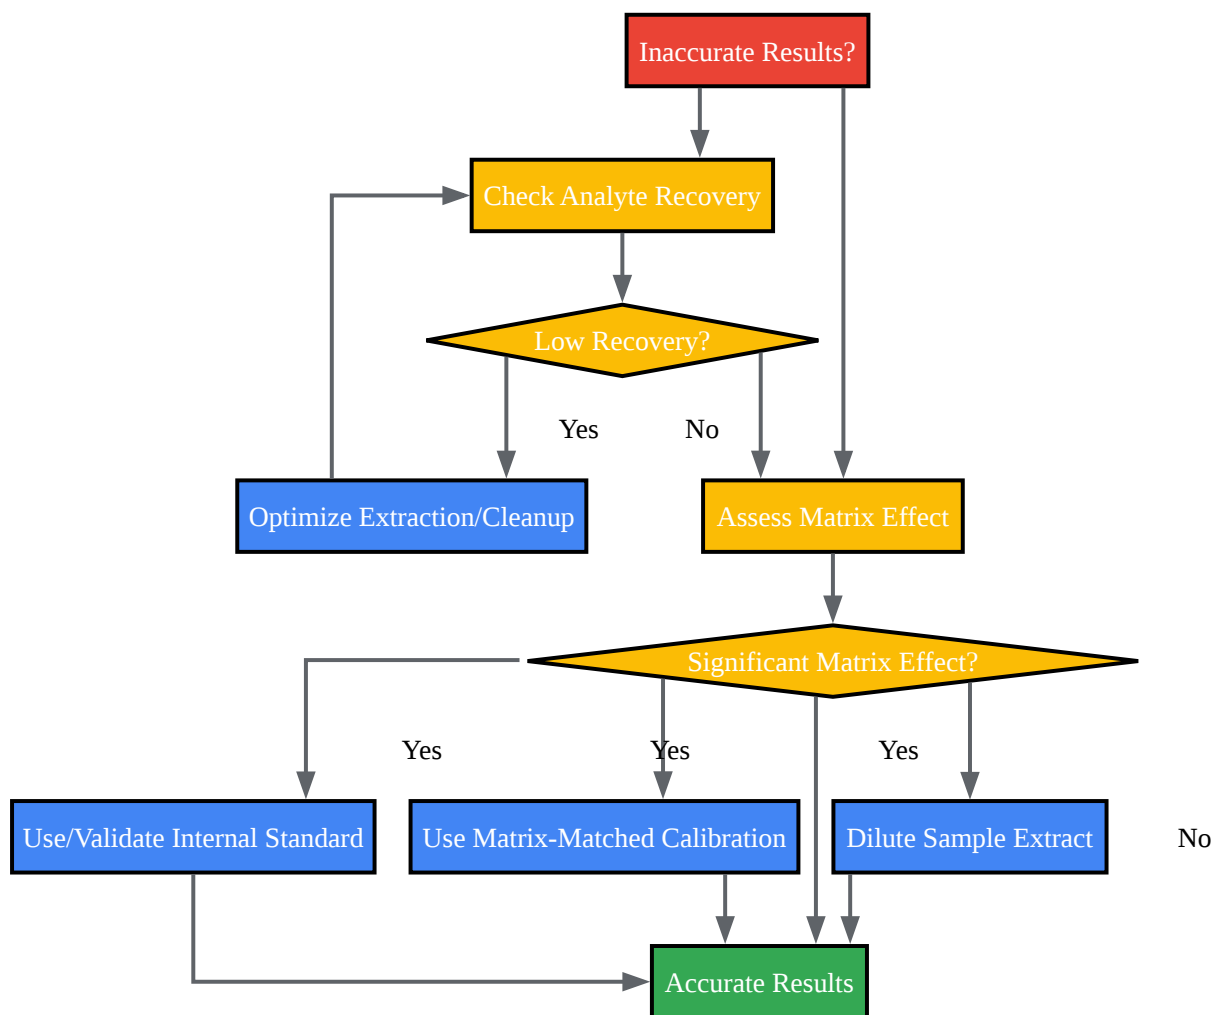 Inaccurate Results?
Check Analyte Recovery
Low Recovery?
Yes
No
Optimize Extraction/Cleanup
Assess Matrix Effect
Significant Matrix Effect?
Yes
Yes
Yes
Use/Validate Internal Standard
Use Matrix-Matched Calibration
Dilute Sample Extract
No
Accurate Results